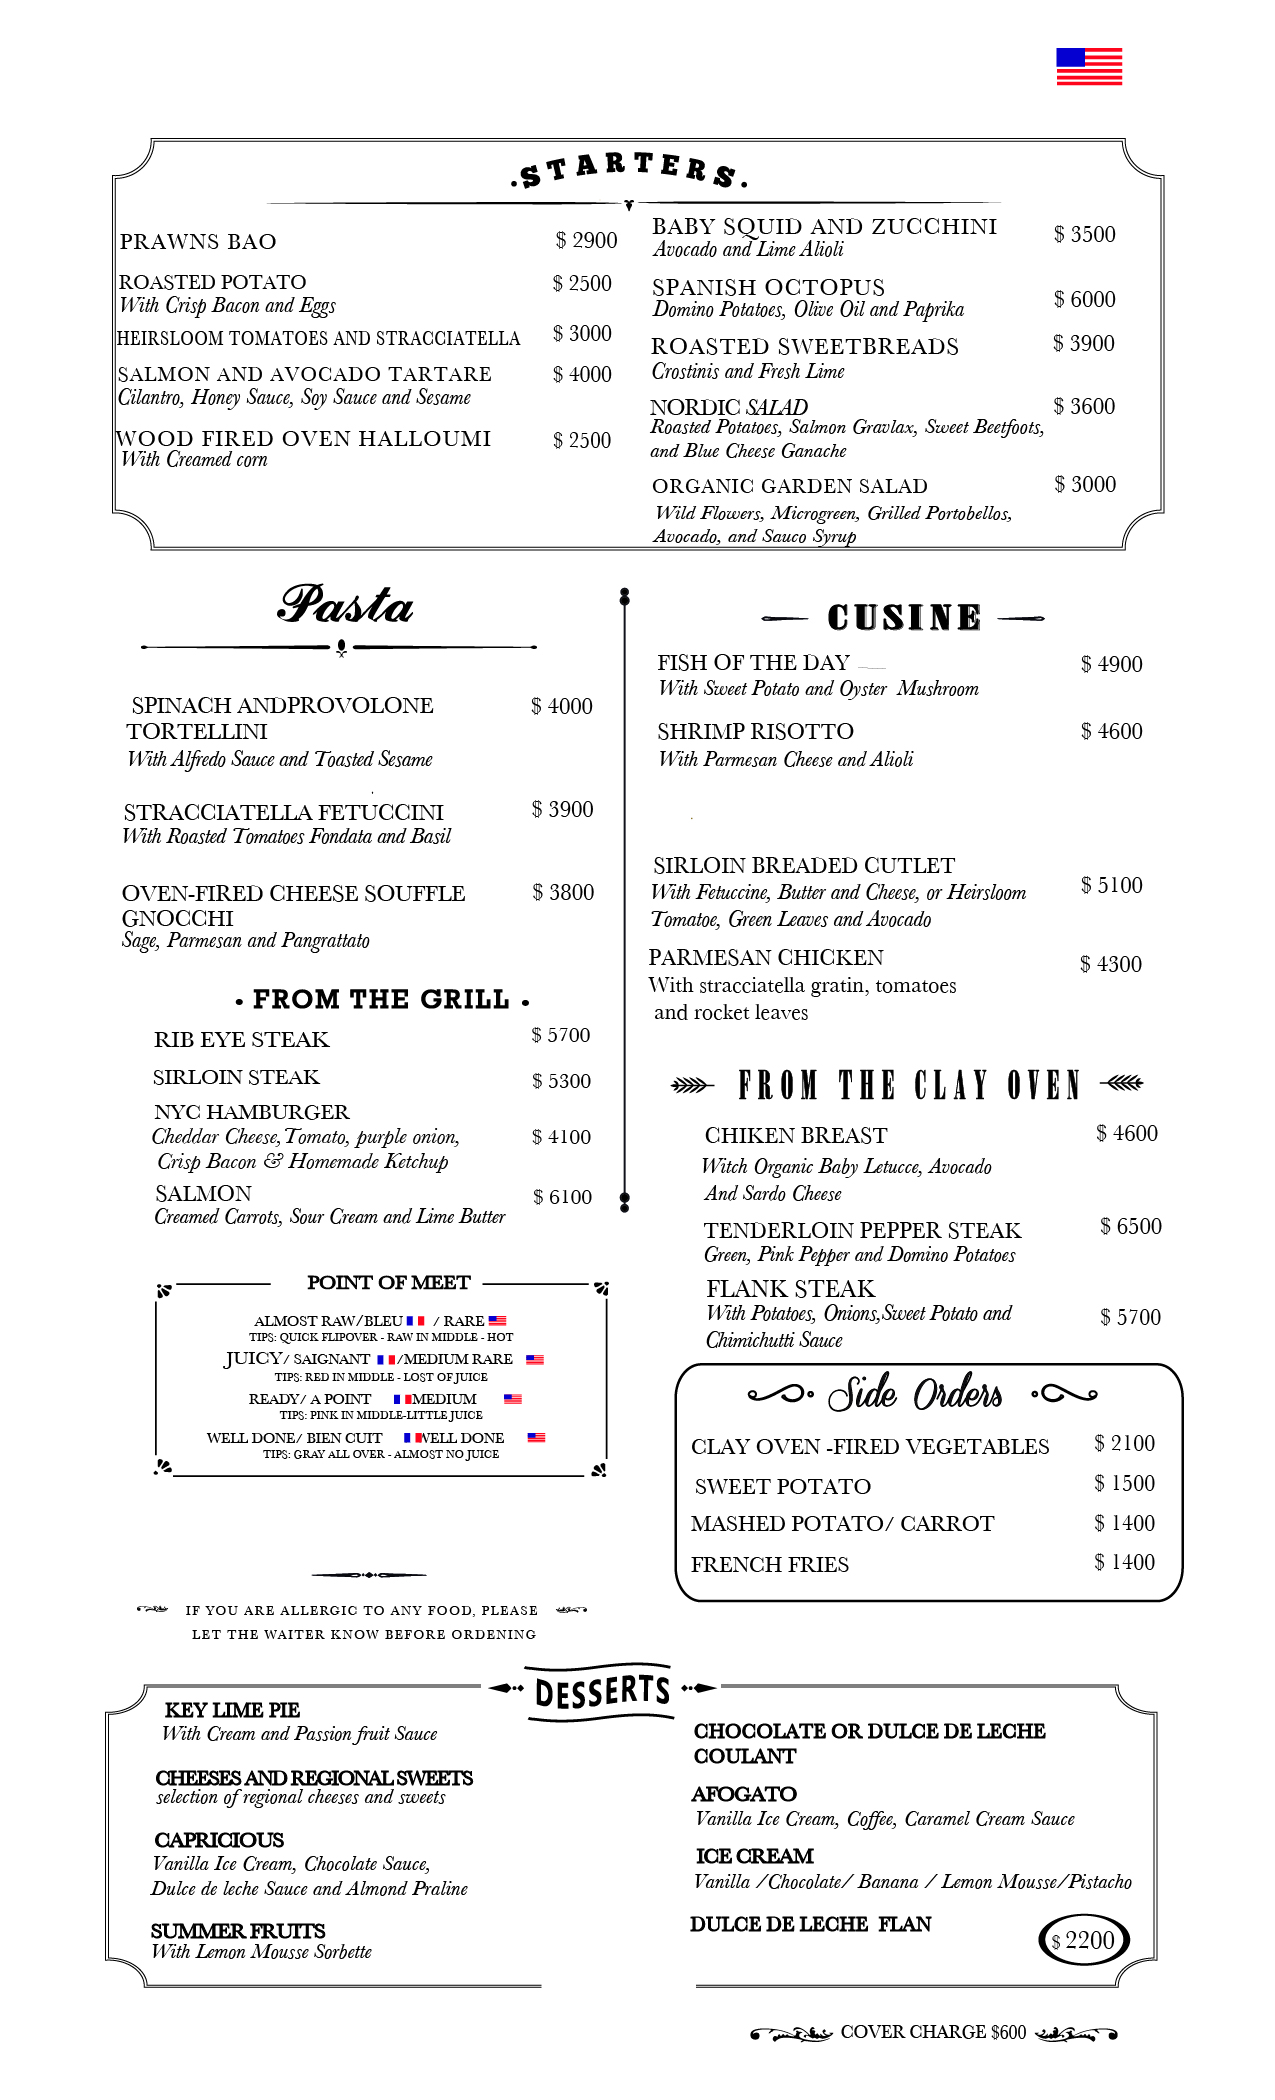 .STARTERS.
PRAWNS BAO $ 2900
ROASTED POTATO $ 2500
With Crisp Bacon and Eggs
HEIRSLOOM TOMATOES AND STRACCIATELLA $ 3000
SALMON AND AVOCADO TARTARE $ 4000
Cilantro, Honey Sauce, Soy Sauce and Sesame
WOOD FIRED OVEN HALLOUMI $ 2500
With Creamed corn
BABY SQUID AND ZUCCHINI $ 3500
Avocado and Lime Alioli
SPANISH OCTOPUS $ 6000
Domino Potatoes, Olive Oil and Paprika
ROASTED SWEETBREADS $ 3900
Crostinis and Fresh Lime
NORDIC SALAD $ 3600
Roasted Potatoes, Salmon Gravlax, Sweet Beetfoots,
and Blue Cheese Ganache
ORGANIC GARDEN SALAD $ 3000
Wild Flowers, Microgreen, Grilled Portobellos,
Avocado, and Sauco Syrup
Pasta
SPINACH ANDPROVOLONE $ 4000
TORTELLINI
With Alfredo Sauce and Toasted Sesame
STRACCIATELLA FETUCCINI $ 3900
With Roasted Tomatoes Fondata and Basil
OVEN-FIRED CHEESE SOUFFLE $ 3800
GNOCCHI
Sage, Parmesan and Pangrattato
• FROM THE GRILL •
RIB EYE STEAK $ 5700
SIRLOIN STEAK $ 5300
NYC HAMBURGER
Cheddar Cheese,Tomato, purple onion, $ 4100
Crisp Bacon & Homemade Ketchup
SALMON $ 6100
Creamed Carrots, Sour Cream and Lime Butter
POINT OF MEET
ALMOST RAW/BLEU / RARE
TIPS: QUICK FLIPOVER - RAW IN MIDDLE - HOT
JUICY/ SAIGNANT /MEDIUM RARE
TIPS: RED IN MIDDLE - LOST OF JUICE
READY/ A POINT MEDIUM
TIPS: PINK IN MIDDLE-LITTLE JUICE
WELL DONE/ BIEN CUIT WELL DONE
TIPS: GRAY ALL OVER - ALMOST NO JUICE
IF YOU ARE ALLERGIC TO ANY FOOD, PLEASE
LET THE WAITER KNOW BEFORE ORDENING
CUSINE
FISH OF THE DAY $ 4900
With Sweet Potato and Oyster Mushroom
SHRIMP RISOTTO $ 4600
With Parmesan Cheese and Alioli
SIRLOIN BREADED CUTLET
With Fetuccine, Butter and Cheese, or Heirsloom $ 5100
Tomatoe, Green Leaves and Avocado
PARMESAN CHICKEN $ 4300
With stracciatella gratin, tomatoes
and rocket leaves
FROM THE CLAY OVEN
CHIKEN BREAST $ 4600
Witch Organic Baby Letucce, Avocado
And Sardo Cheese
TENDERLOIN PEPPER STEAK $ 6500
Green, Pink Pepper and Domino Potatoes
FLANK STEAK
With Potatoes, Onions,Sweet Potato and $ 5700
Chimichutti Sauce
Side Orders
CLAY OVEN -FIRED VEGETABLES $ 2100
SWEET POTATO $ 1500
MASHED POTATO/ CARROT $ 1400
FRENCH FRIES $ 1400
DESSERTS
KEY LIME PIE
With Cream and Passion fruit Sauce
CHEESES AND REGIONAL SWEETS
selection of regional cheeses and sweets
CAPRICIOUS
Vanilla Ice Cream, Chocolate Sauce,
Dulce de leche Sauce and Almond Praline
SUMMER FRUITS
With Lemon Mousse Sorbette
CHOCOLATE OR DULCE DE LECHE
COULANT
AFOGATO
Vanilla Ice Cream, Coffee, Caramel Cream Sauce
ICE CREAM
Vanilla /Chocolate/ Banana / Lemon Mousse/Pistacho
DULCE DE LECHE FLAN
$ 2200
COVER CHARGE $600